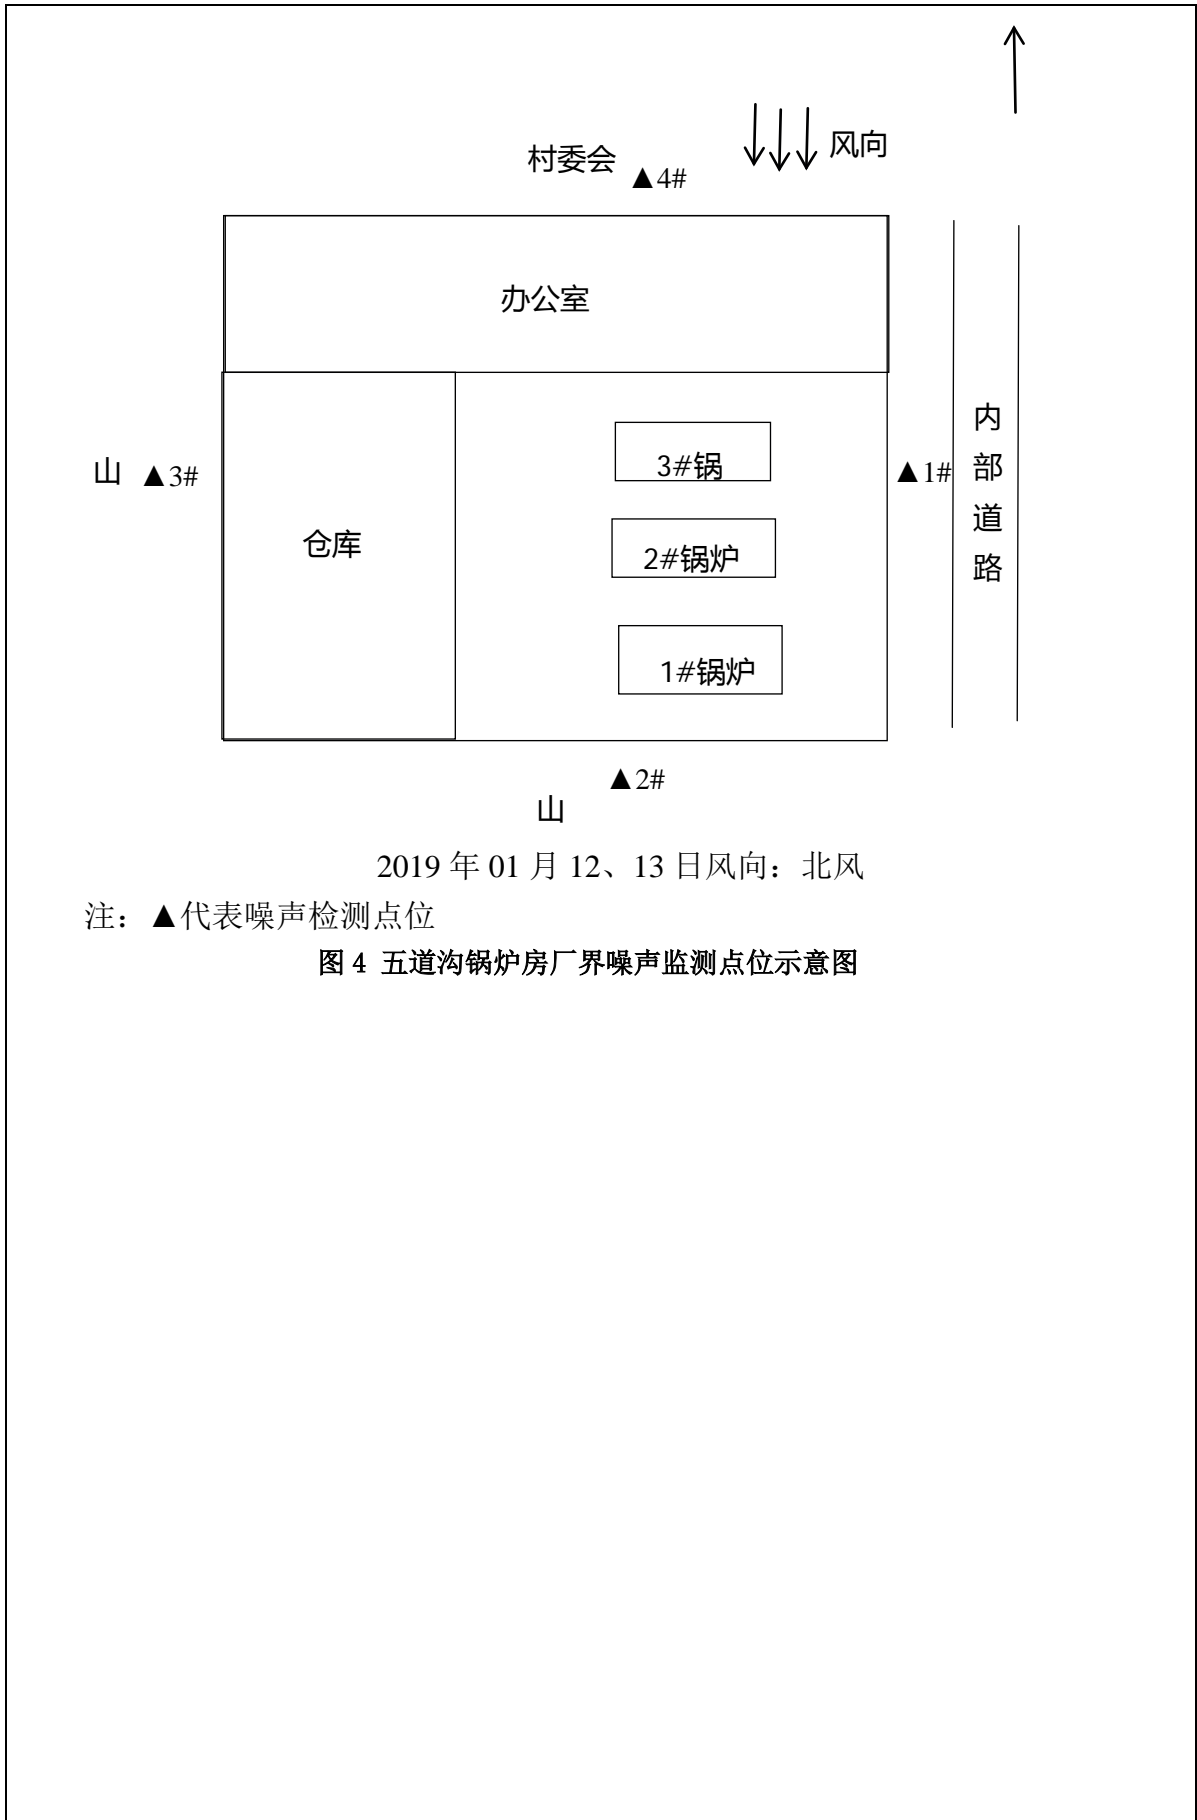 风向
村委会 ▲4#
办公室
3#锅
山 ▲3#
▲1#
内部道路
仓库
2#锅炉
1#锅炉
▲2#
山
2019 年 01 月 12、13 日风向：北风
注：▲代表噪声检测点位
图 4 五道沟锅炉房厂界噪声监测点位示意图